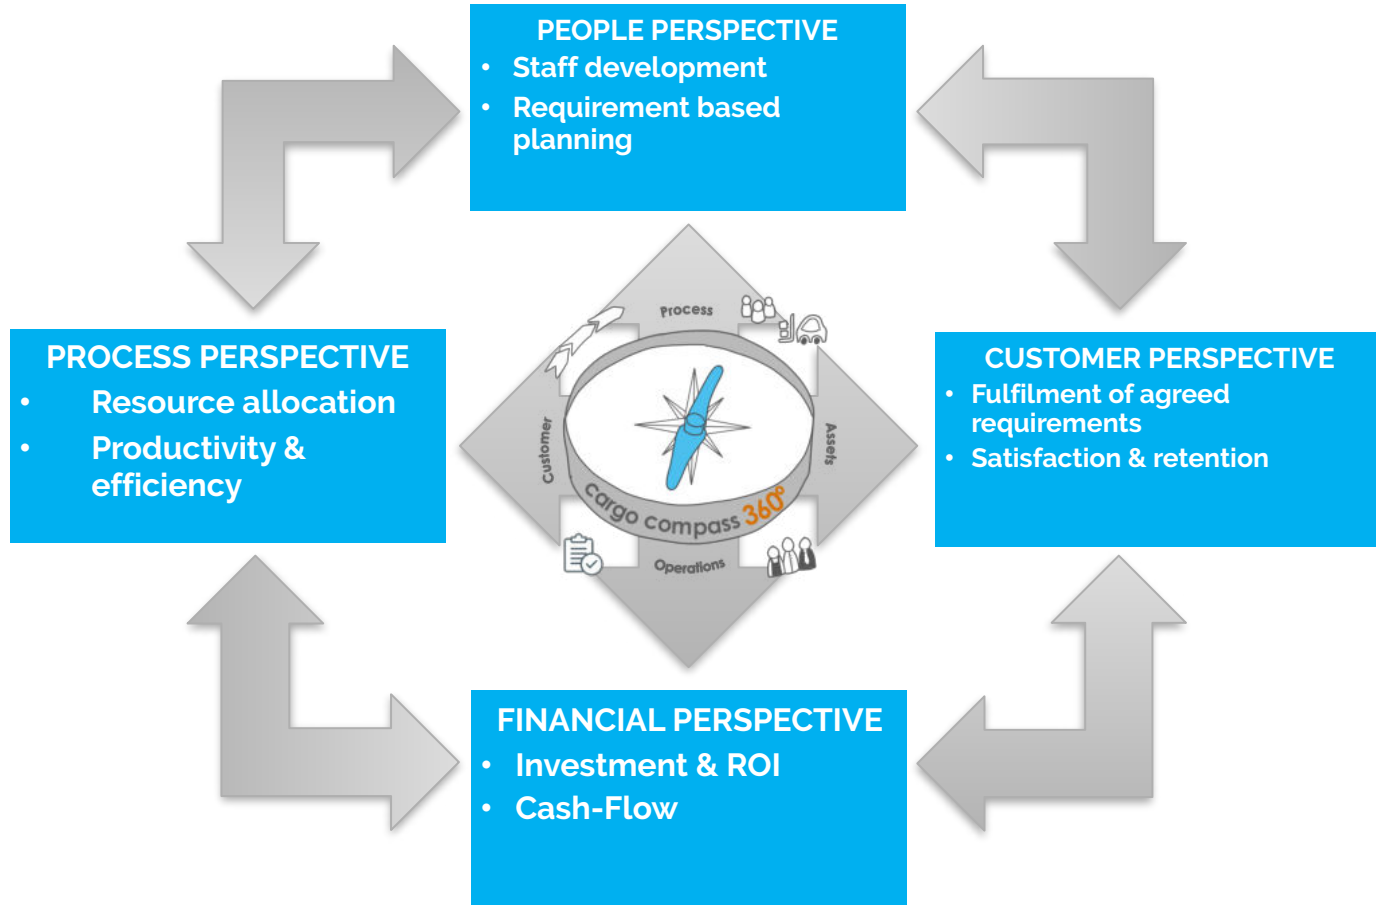 PEOPLE PERSPECTIVE
• Staff development
• Requirement based
planning
PROCESS PERSPECTIVE
• Resource allocation
• Productivity &
efficiency
Process
Customer
Assets
cargo compass 360°
Operations
CUSTOMER PERSPECTIVE
• Fulfilment of agreed
requirements
• Satisfaction & retention
FINANCIAL PERSPECTIVE
• Investment & ROI
• Cash-Flow